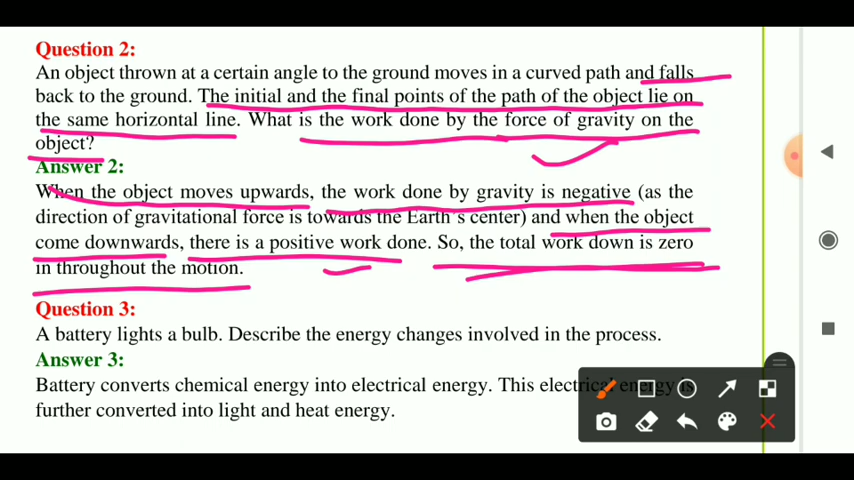 Question 2:
An object thrown at a certain angle to the ground moves in a curved path and falls
back to the ground. The initial and the final points of the path of the object lie on
the same horizontal line. What is the work done by the force of gravity on the
object?
Answer 2:
When the object moves upwards, the work done by gravity is negative (as the
direction of gravitational force is towards the Earth's center) and when the object
come downwards, there is a positive work done. So, the total work down is zero
in throughout the motion.
Question 3:
A battery lights a bulb. Describe the energy changes involved in the process.
Answer 3:
Battery converts chemical energy into electrical energy. This electrical energy is
further converted into light and heat energy.